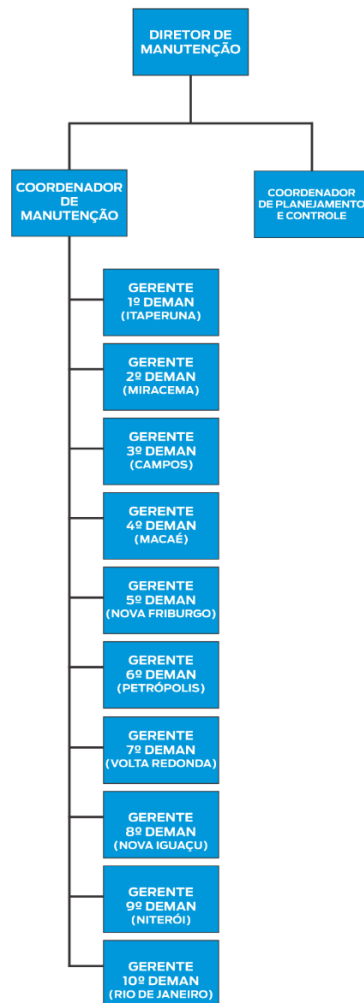 DIRETOR DE
MANUTENÇÃO
COORDENADOR
DE
MANUTENÇÃO
COORDENADOR
DE PLANEJAMENTO
E CONTROLE
GERENTE
1º DEMAN
(ITAPERUNA)
GERENTE
2º DEMAN
(MIRACEMA)
GERENTE
3º DEMAN
(CAMPOS)
GERENTE
4º DEMAN
(MACAÉ)
GERENTE
5º DEMAN
(NOVA FRIBURGO)
GERENTE
6º DEMAN
(PETRÓPOLIS)
GERENTE
7º DEMAN
(VOLTA REDONDA)
GERENTE
8º DEMAN
(NOVA IGUAÇU)
GERENTE
9º DEMAN
(NITERÓI)
GERENTE
10º DEMAN
(RIO DE JANEIRO)